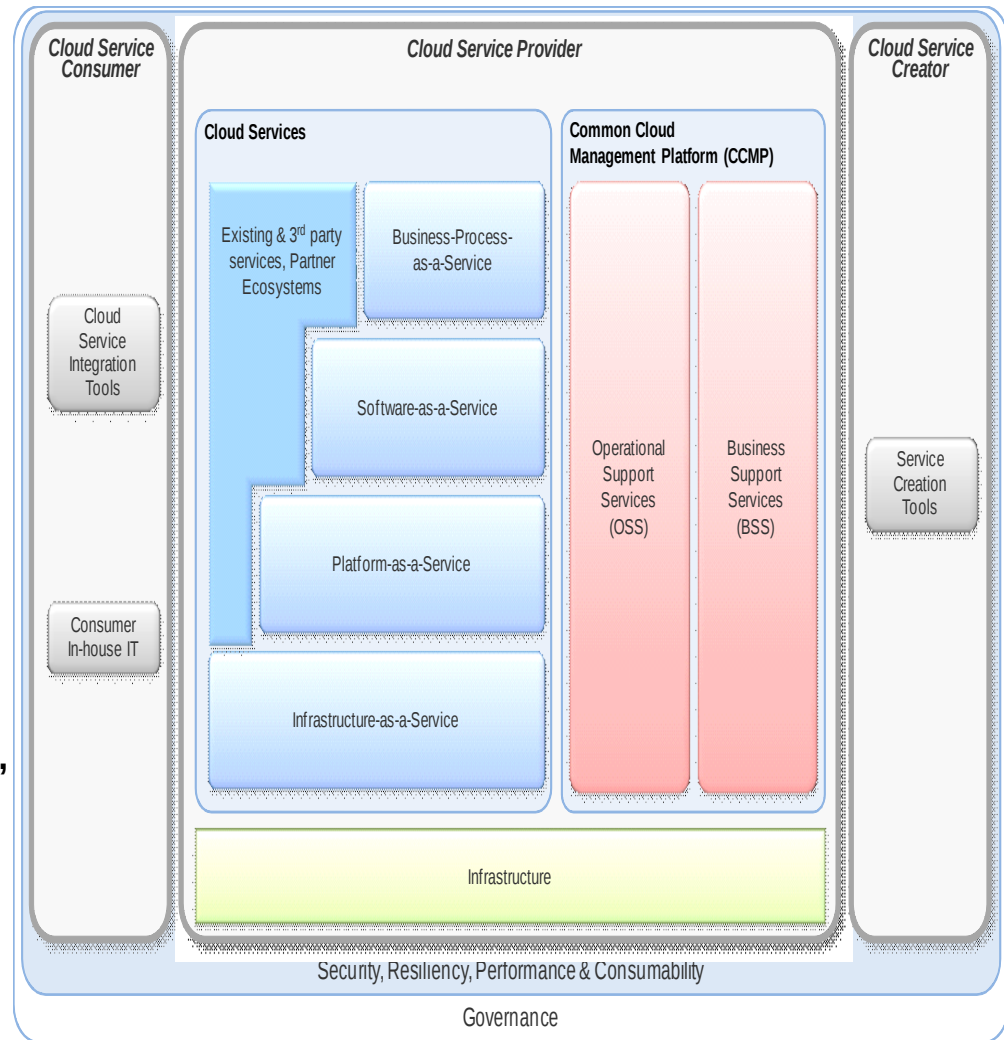 Cloud Service
Consumer
Cloud Service Provider
Cloud Service
Creator
Cloud Services
Common Cloud
Management Platform (CCMP)
Existing & 3rd party
services, Partner
Ecosystems
Business-Process-
as-a-Service
Cloud
Service
Integration
Tools
Software-as-a-Service
Operational
Support
Services
(OSS)
Business
Support
Services
(BSS)
Service
Creation
Tools
Platform-as-a-Service
Consumer
In-house IT
Infrastructure-as-a-Service
,
Infrastructure
Security, Resiliency, Performance & Consumability
Governance